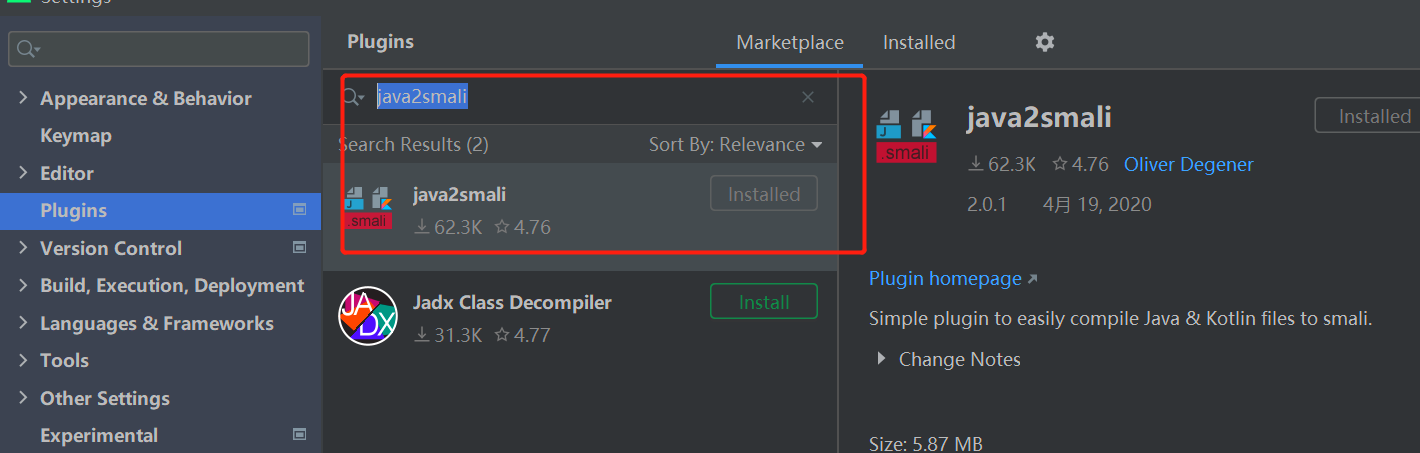 Settings
Plugins
Marketplace
Installed
Appearance & Behavior
Keymap
Editor
Plugins
Version Control
Build, Execution, Deployment
Languages & Frameworks
Tools
Other Settings
Experimental
java2smali
Search Results (2)
Sort By: Relevance
J
.smali
java2smali
62.3K
4.76
Installed
JADX
Jadx Class Decompiler
31.3K
4.77
Install
J
.smali
java2smali
Installed
62.3K
4.76
Oliver Degener
2.0.1
4月 19, 2020
Plugin homepage
Simple plugin to easily compile Java & Kotlin files to smali.
Change Notes
Size: 5.87 MB